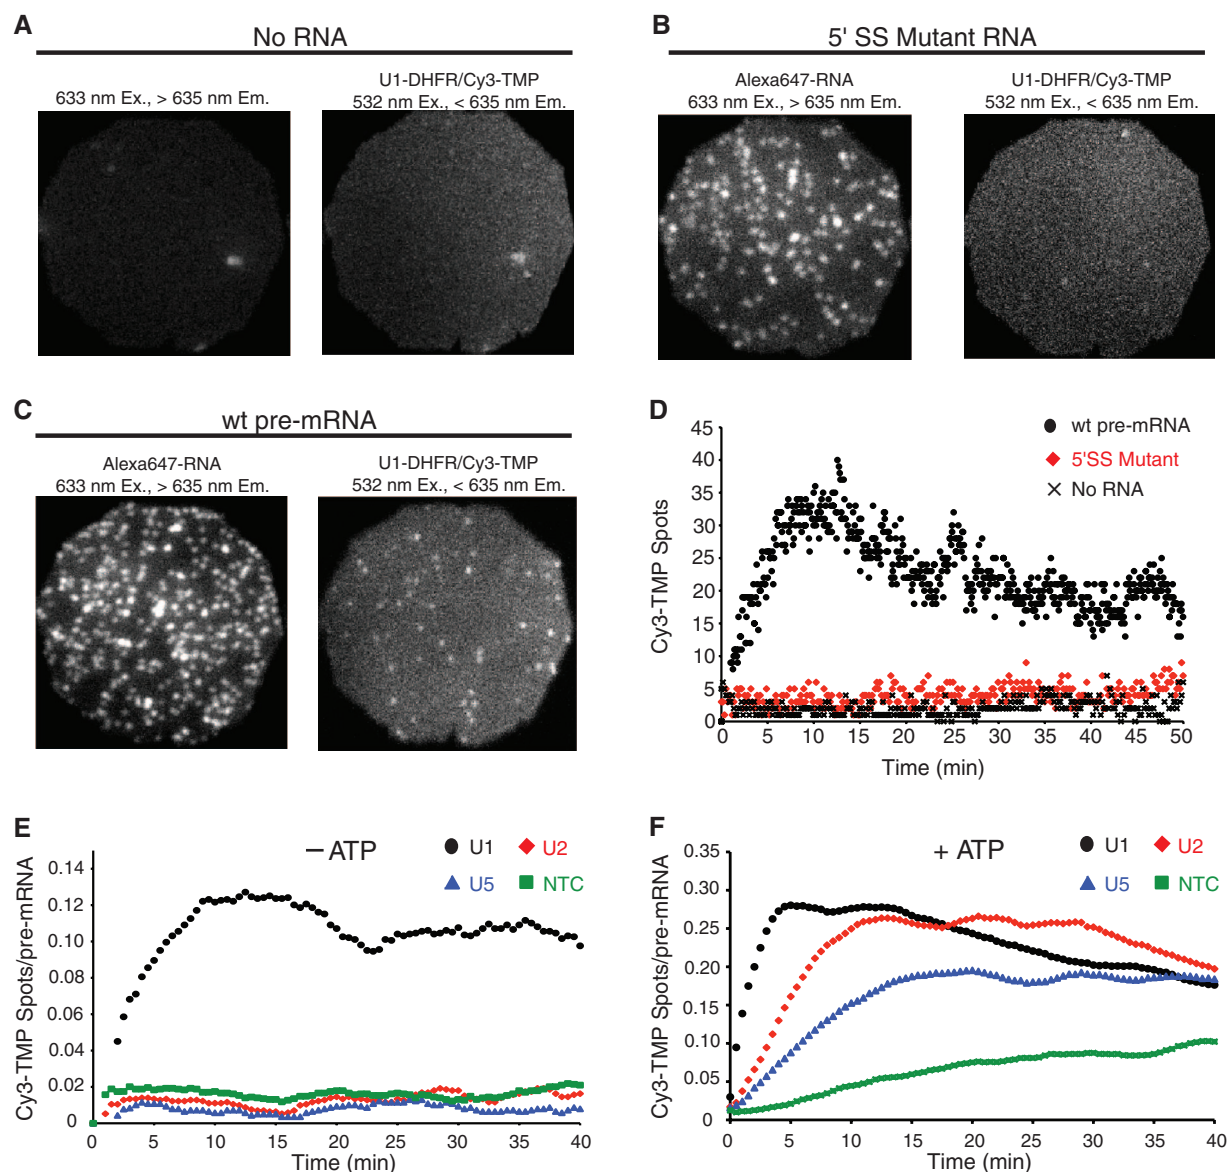 A
No RNA
633 nm Ex., > 635 nm Em.
U1-DHFR/Cy3-TMP
532 nm Ex., < 635 nm Em.
B
5' SS Mutant RNA
Alexa647-RNA
633 nm Ex., > 635 nm Em.
U1-DHFR/Cy3-TMP
532 nm Ex., < 635 nm Em.
C
wt pre-mRNA
Alexa647-RNA
633 nm Ex., > 635 nm Em.
U1-DHFR/Cy3-TMP
532 nm Ex., < 635 nm Em.
D
wt pre-mRNA
5'SS Mutant
No RNA
Cy3-TMP Spots
45
40
35
30
25
20
15
10
5
0
0 5 10 15 20 25 30 35 40 45 50
Time (min)
E
– ATP
U1 U2
U5 NTC
Cy3-TMP Spots/pre-mRNA
0.14
0.12
0.10
0.08
0.06
0.04
0.02
0
0 5 10 15 20 25 30 35 40
Time (min)
F
+ ATP
U1 U2
U5 NTC
Cy3-TMP Spots/pre-mRNA
0.35
0.30
0.25
0.20
0.15
0.10
0.05
0
0 5 10 15 20 25 30 35 40
Time (min)